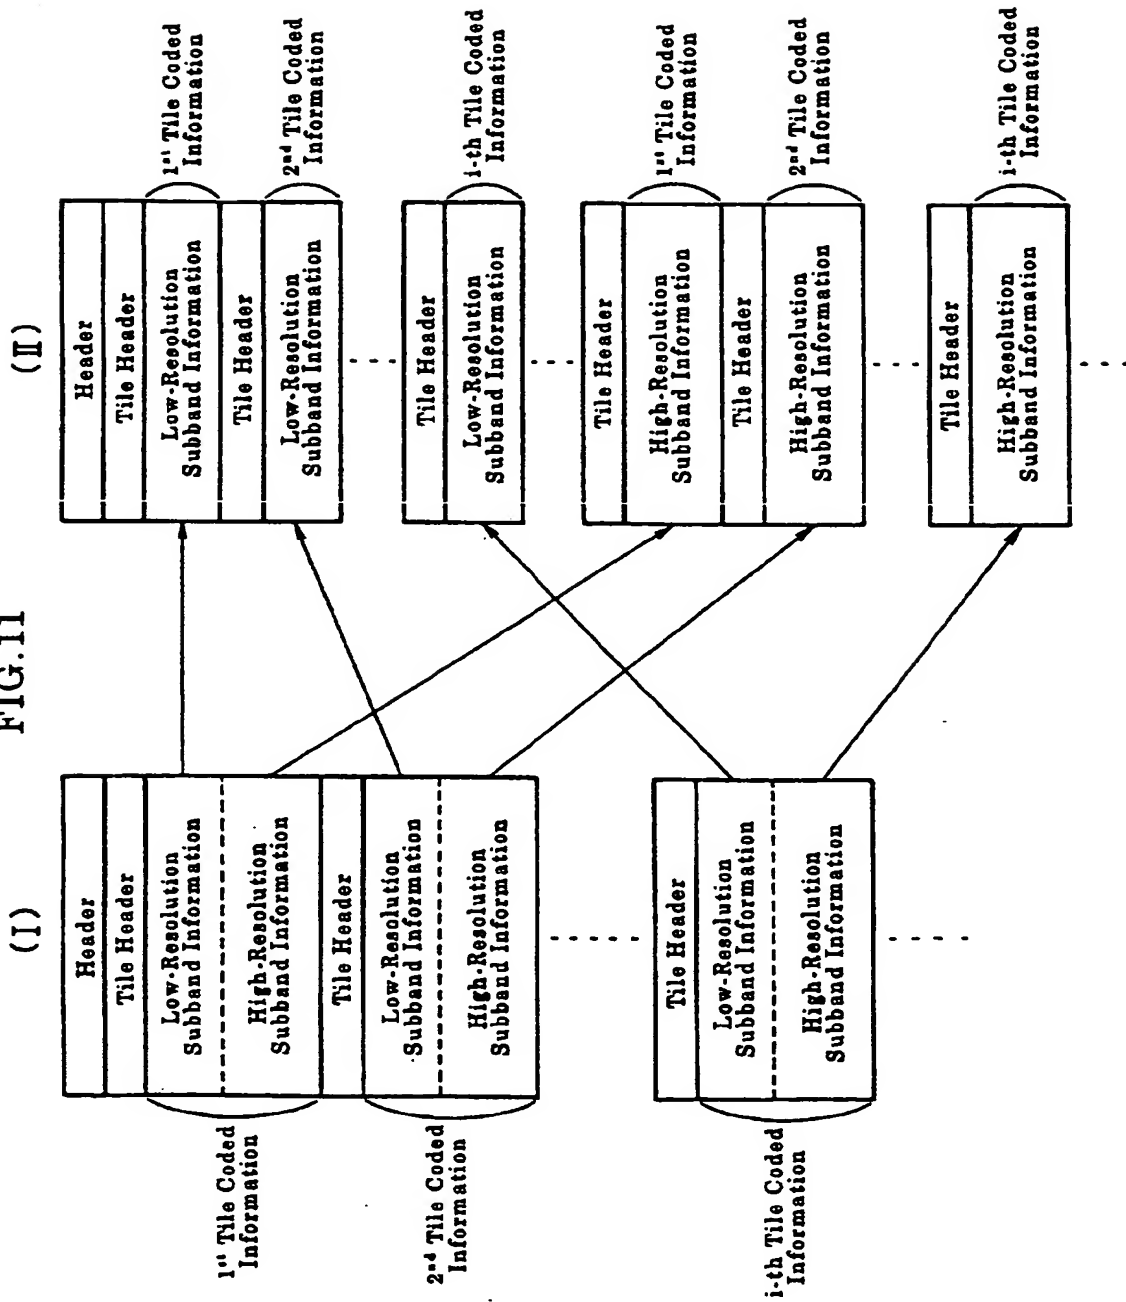 FIG.11
(I)
Header
Tile Header
Low-Resolution
Subband Information
High-Resolution
Subband Information
Tile Header
Low-Resolution
Subband Information
High-Resolution
Subband Information
Tile Header
Low-Resolution
Subband Information
High-Resolution
Subband Information
1st Tile Coded
Information
2nd Tile Coded
Information
i-th Tile Coded
Information
(II)
Header
Tile Header
Low-Resolution
Subband Information
Tile Header
Low-Resolution
Subband Information
Tile Header
Low-Resolution
Subband Information
Tile Header
High-Resolution
Subband Information
Tile Header
High-Resolution
Subband Information
Tile Header
High-Resolution
Subband Information
1st Tile Coded
Information
2nd Tile Coded
Information
i-th Tile Coded
Information
1st Tile Coded
Information
2nd Tile Coded
Information
i-th Tile Coded
Information